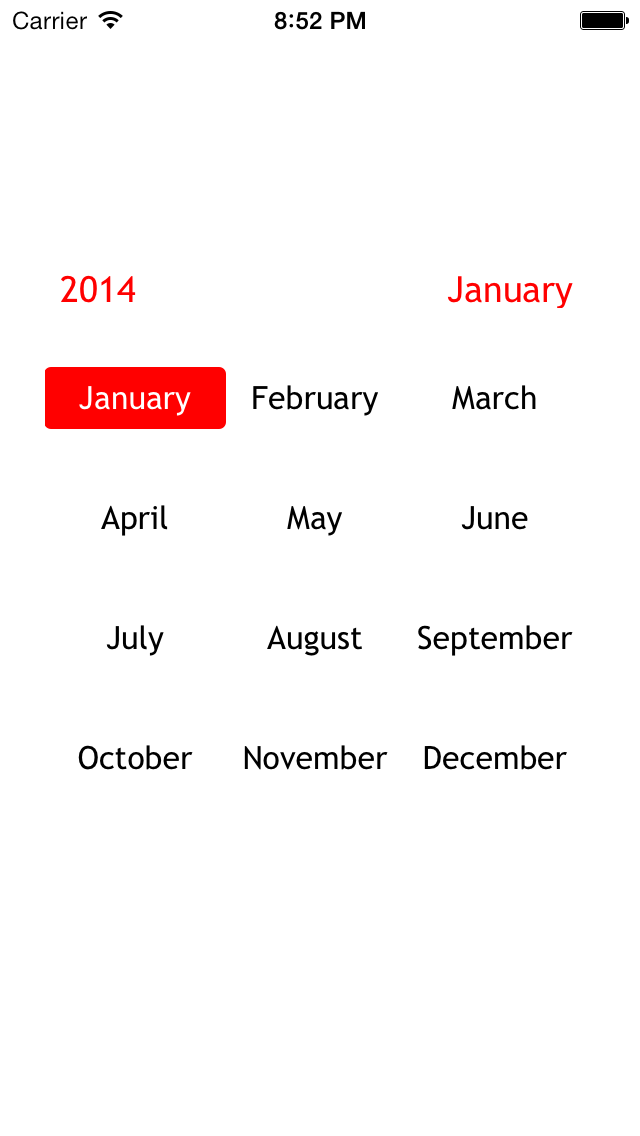 Carrier 8:52 PM
2014 January
January February March
April May June
July August September
October November December